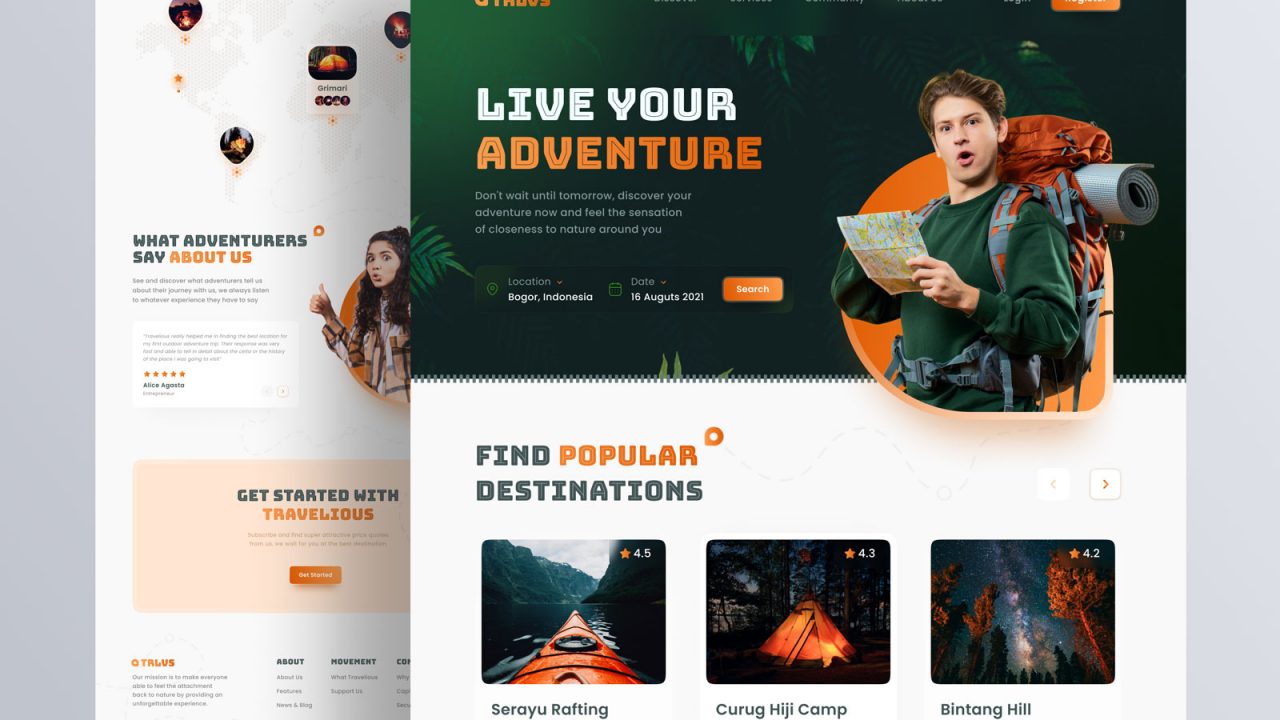 Grimari
WHAT ADVENTURERS
SAY ABOUT US
See and discover what adventurers tell us
about their journey with us, we always listen
to whatever experience they have to say
"Travelious really helped me in finding the best location for
my first outdoor adventure trip. Their response was very
fast and able to tell in detail about the
or the history
of the place I was going to visit"
Alice Agasta
Entrepreneur
GET STARTED WITH
TRAVELIOUS
Subscribe and find super attractive price quotes
from us, we wait for you at the best destination.
Get Started
TRLVS
Our mission is to make everyone
able to feel the attachment
back to nature by providing an
unforgettable experience.
ABOUT
About Us
Features
News & Blog
MOVEMENT
What Travelious
Support Us
CON
Why
Capi
Secu
TRLVS
Discover
Services
Community
About Us
Login
Register
LIVE YOUR
ADVENTURE
Don't wait until tomorrow, discover your
adventure now and feel the sensation
of closeness to nature around you
Location
Bogor, Indonesia
Date
16 Auguts 2021
Search
FIND POPULAR
DESTINATIONS
4.5
Serayu Rafting
4.3
Curug Hiji Camp
4.2
Bintang Hill